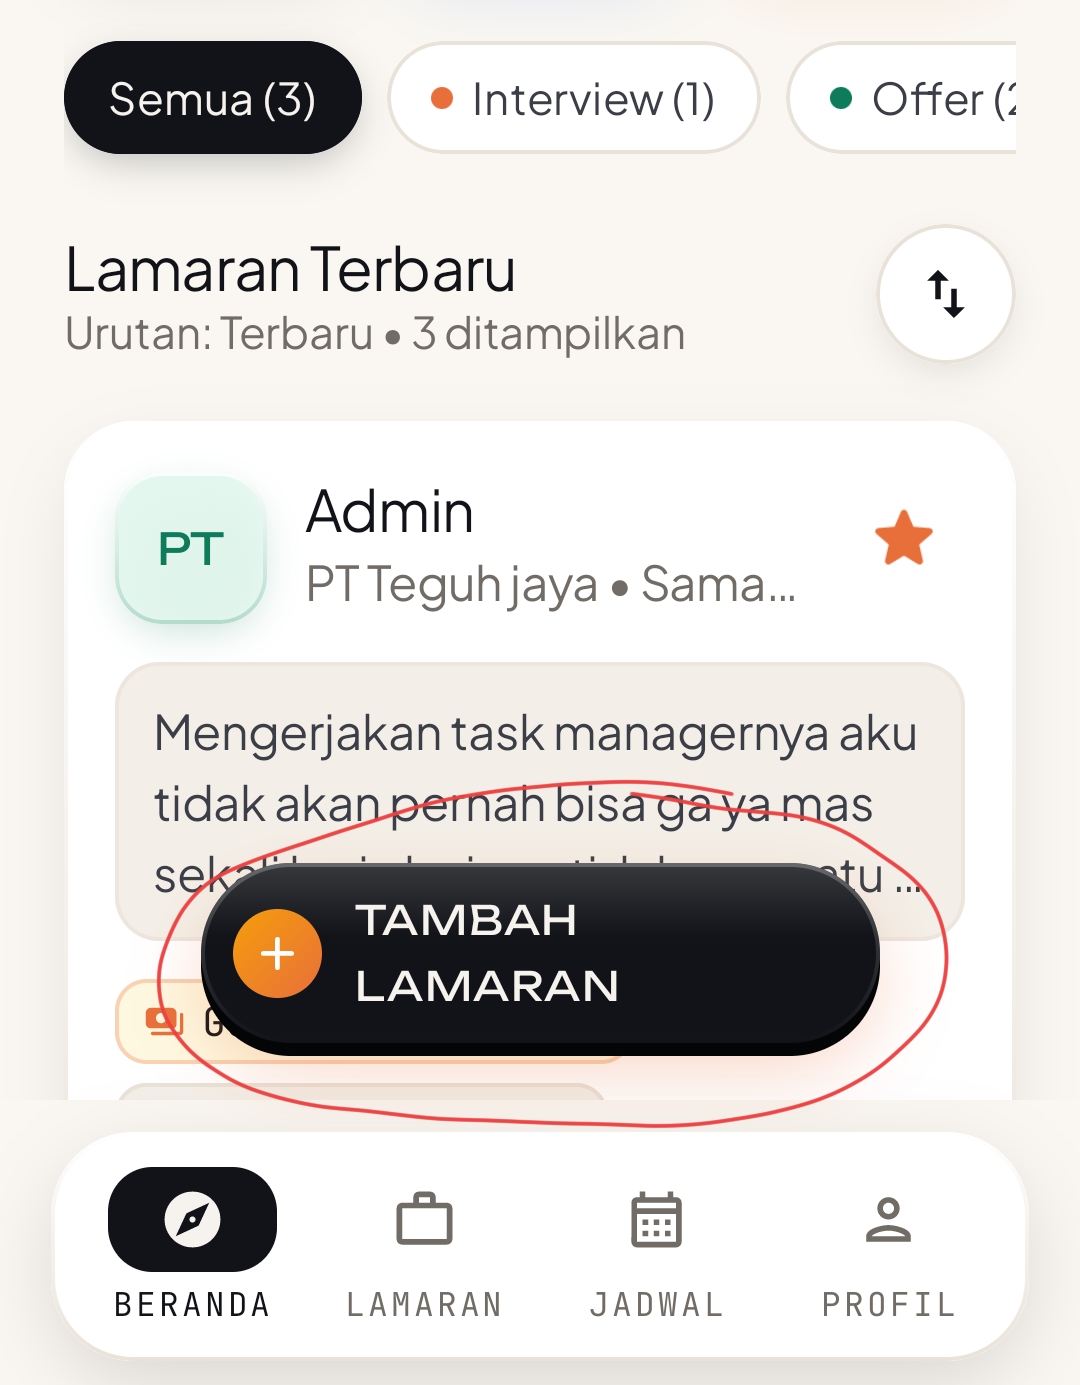 Semua (3)
Interview (1)
Offer (2
Lamaran Terbaru
Urutan: Terbaru • 3 ditampilkan
PT
Admin
PT Teguh jaya • Sama...
Mengerjakan task managernya aku
tidak akan pernah bisa ga ya mas
TAMBAH
LAMARAN
BERANDA
LAMARAN
JADWAL
PROFIL